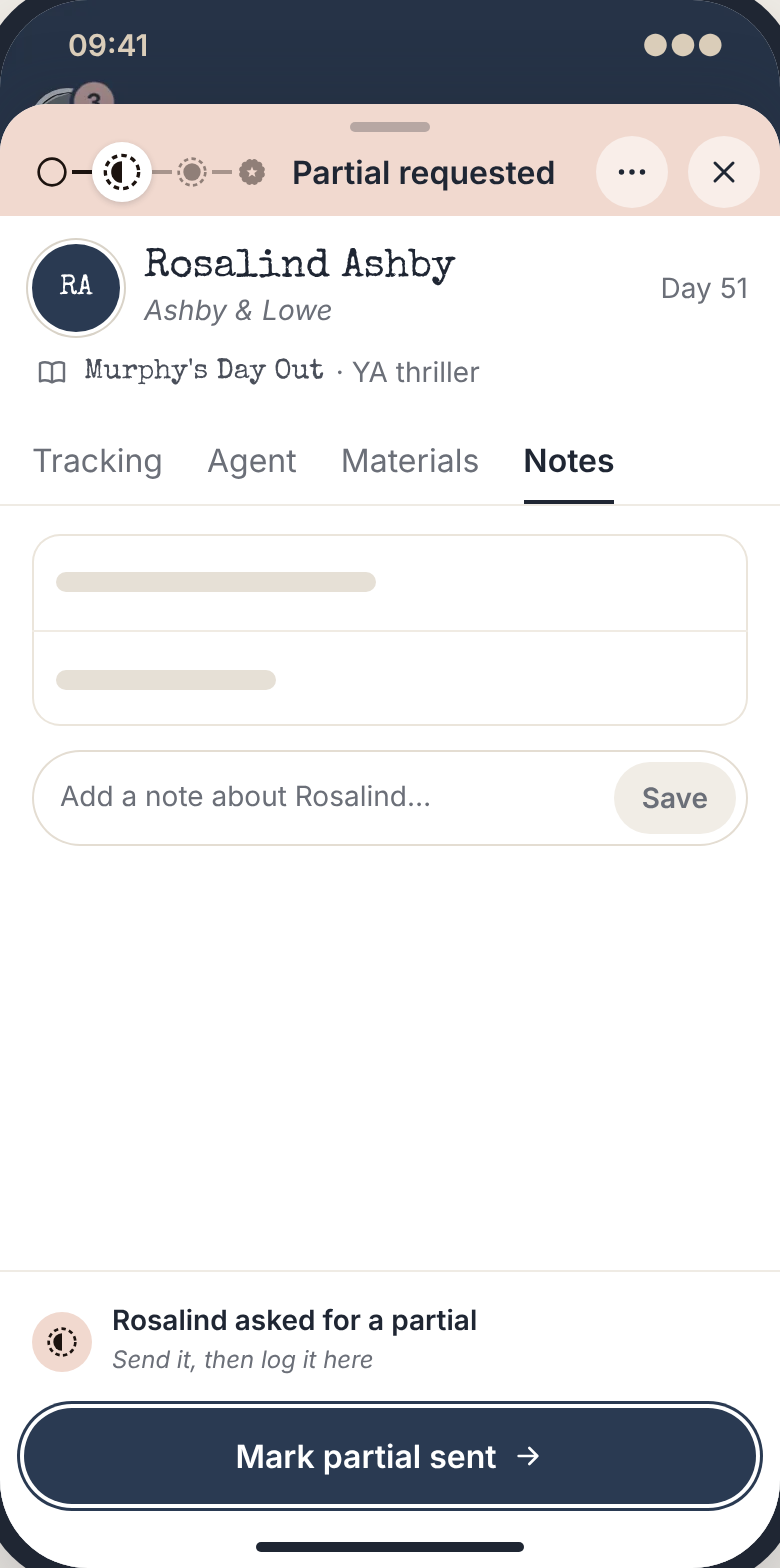 09:41
3
Partial requested
RA
Rosalind Ashby
Ashby & Lowe
Day 51
Murphy's Day Out · YA thriller
Tracking Agent Materials Notes
Add a note about Rosalind...
Save
Rosalind asked for a partial
Send it, then log it here
Mark partial sent →